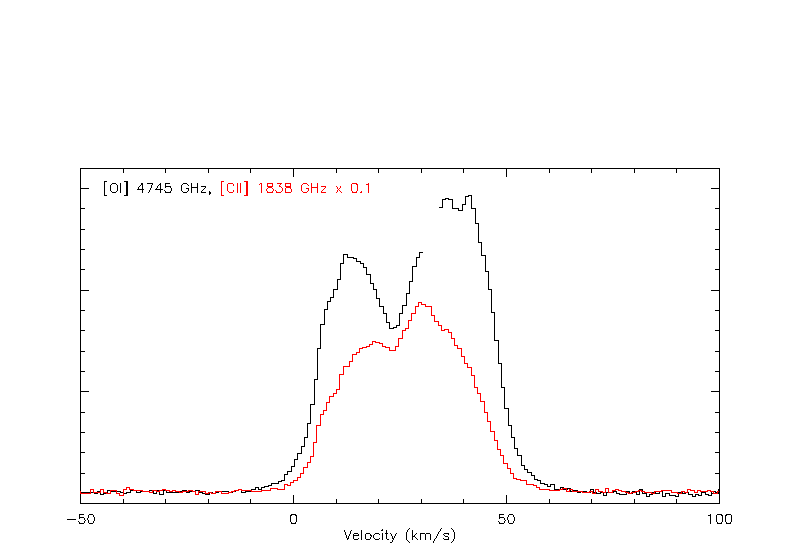 [OI] 4745 GHz, [CII] 1838 GHz x 0.1
−50 0 50 100
Velocity (km/s)